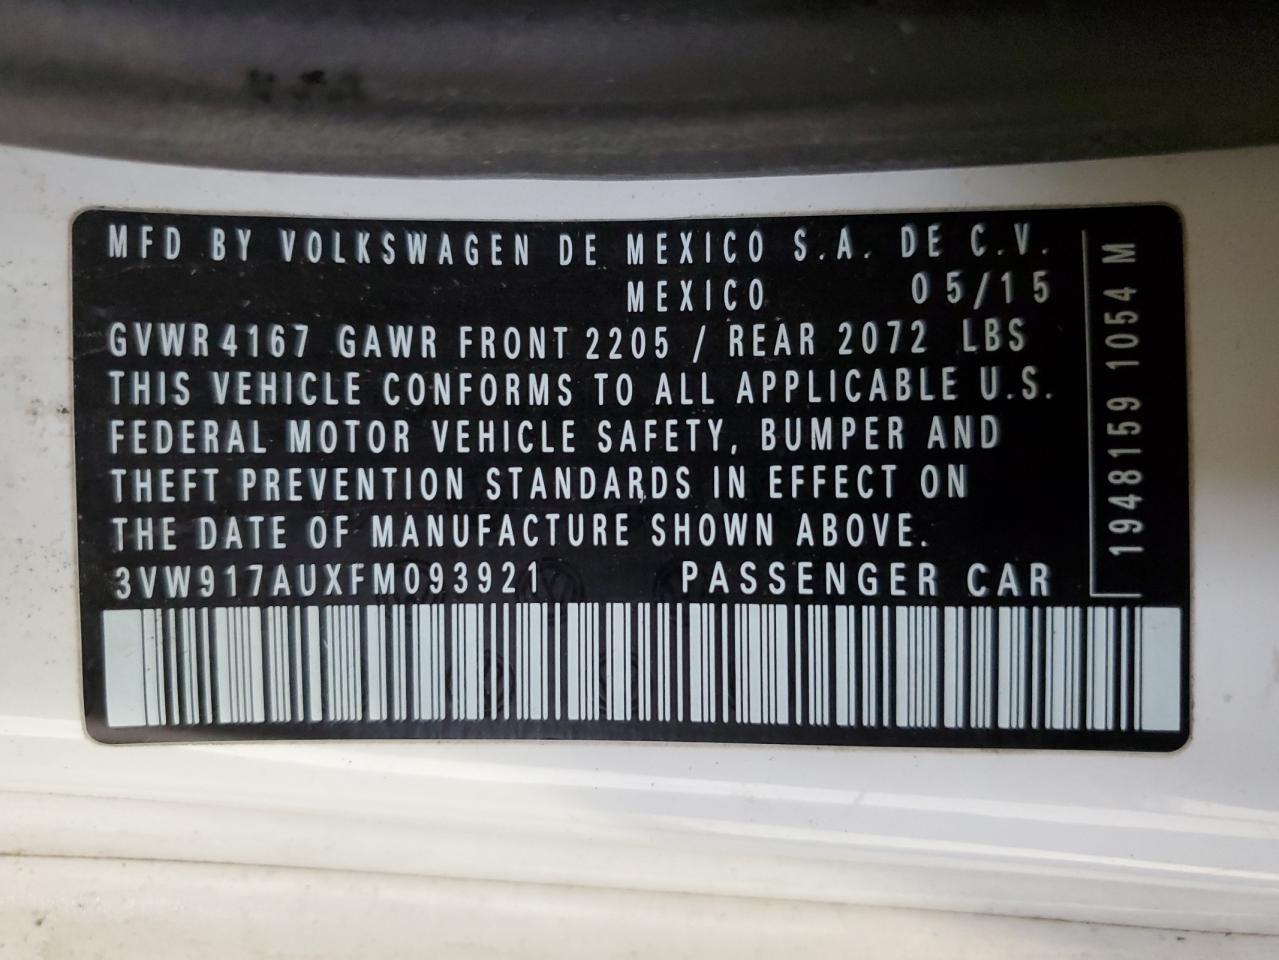 MFD BY VOLKSWAGEN DE MEXICO S.A. DE C.V.
MEXICO 05/15
GVWR 4167 GAWR FRONT 2205 / REAR 2072 LBS
THIS VEHICLE CONFORMS TO ALL APPLICABLE U.S.
FEDERAL MOTOR VEHICLE SAFETY, BUMPER AND
THEFT PREVENTION STANDARDS IN EFFECT ON
THE DATE OF MANUFACTURE SHOWN ABOVE.
3VW917AUXFM093921 PASSENGER CAR
1948159 1054 M